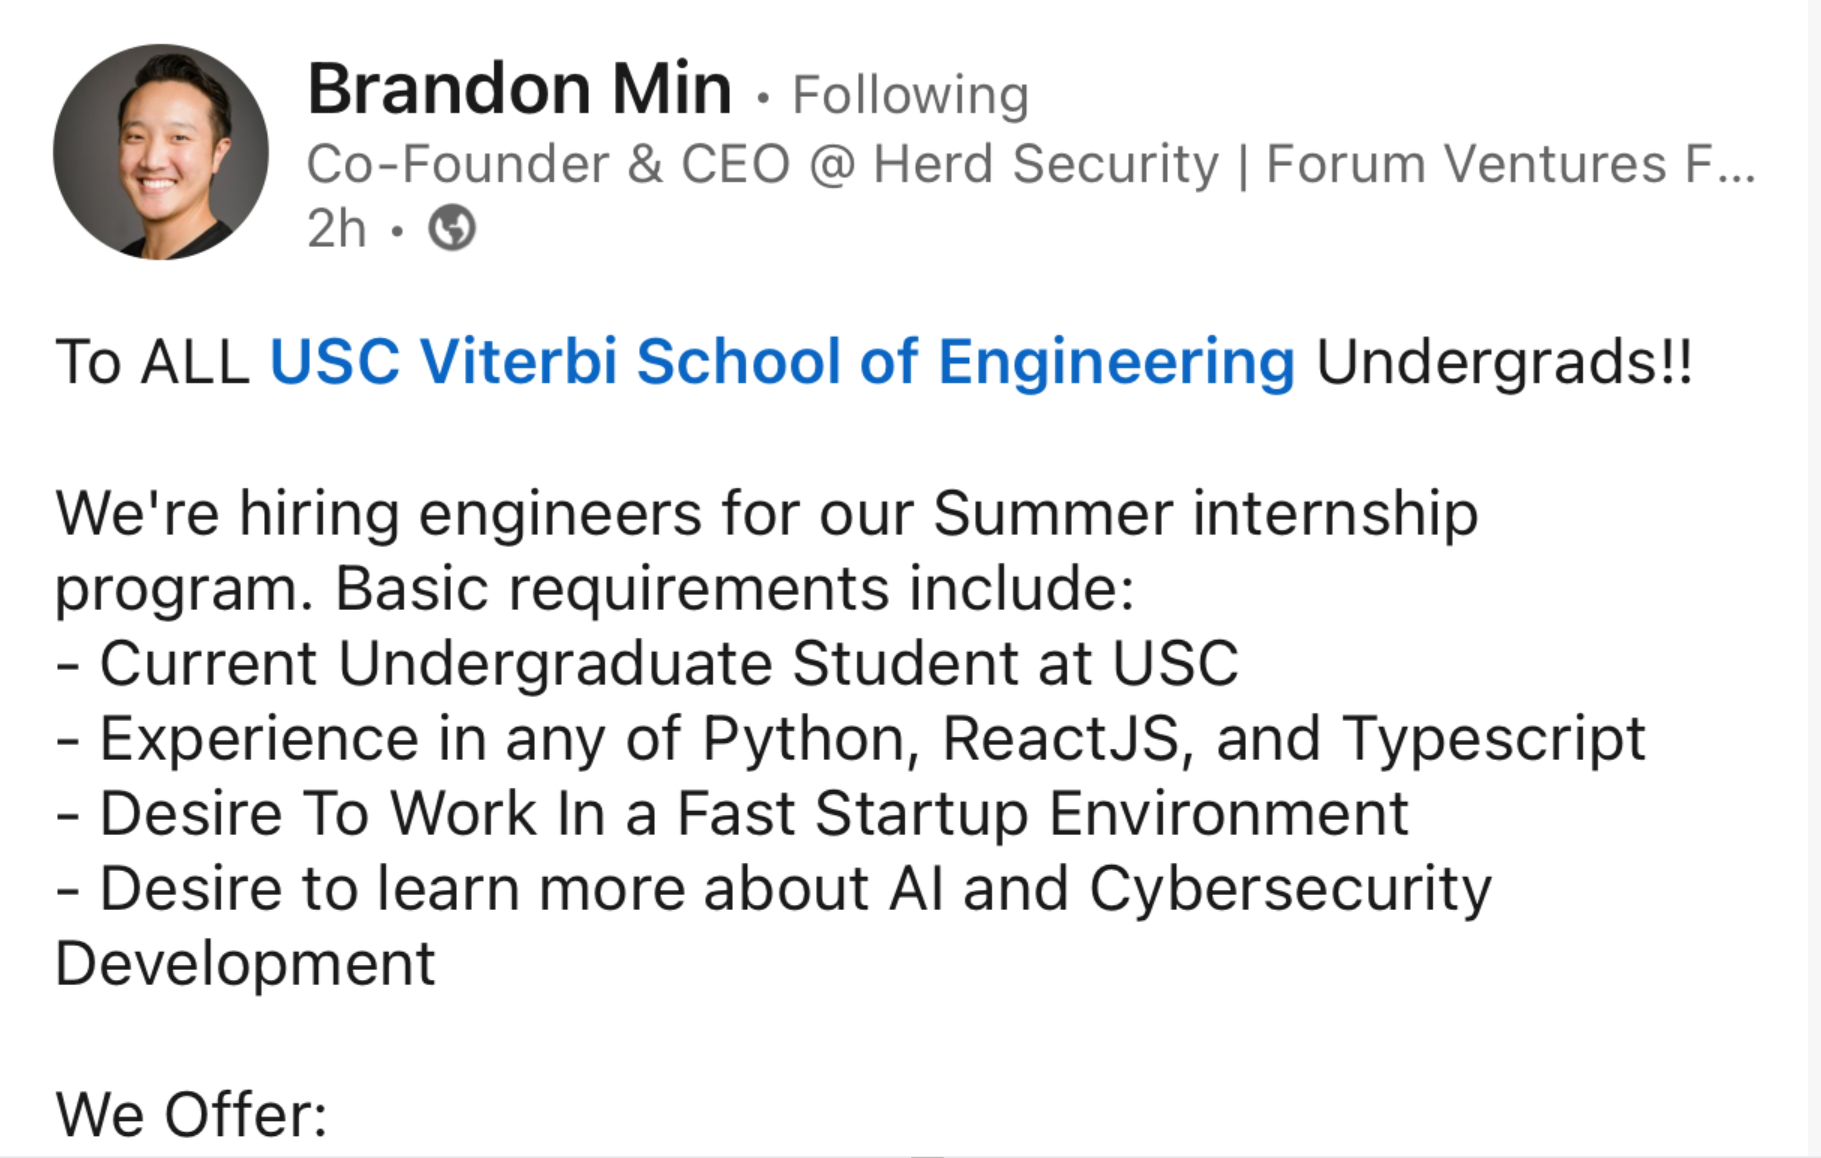 Brandon Min • Following
Co-Founder & CEO @ Herd Security | Forum Ventures F...
2h •
To ALL USC Viterbi School of Engineering Undergrads!!
We're hiring engineers for our Summer internship
program. Basic requirements include:
- Current Undergraduate Student at USC
- Experience in any of Python, ReactJS, and Typescript
- Desire To Work In a Fast Startup Environment
- Desire to learn more about AI and Cybersecurity
Development
We Offer: